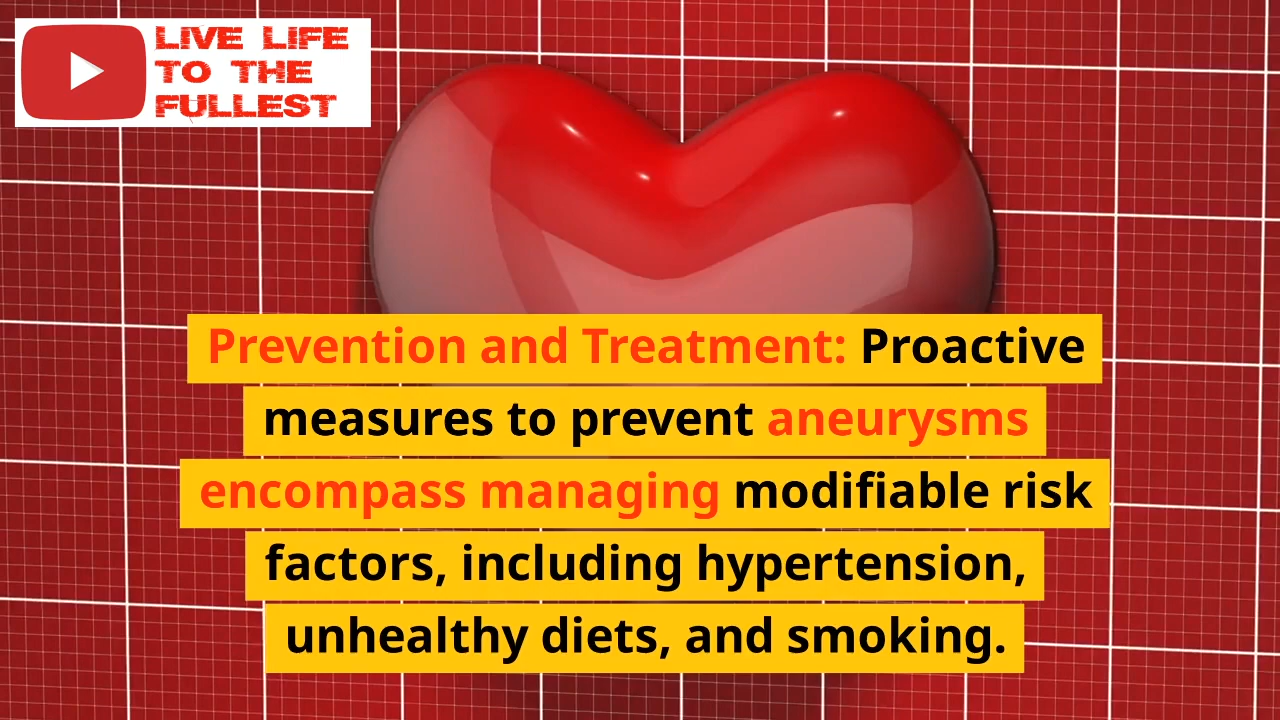 LIVE LIFE
TO THE
FULLEST
Prevention and Treatment: Proactive
measures to prevent aneurysms
encompass managing modifiable risk
factors, including hypertension,
unhealthy diets, and smoking.